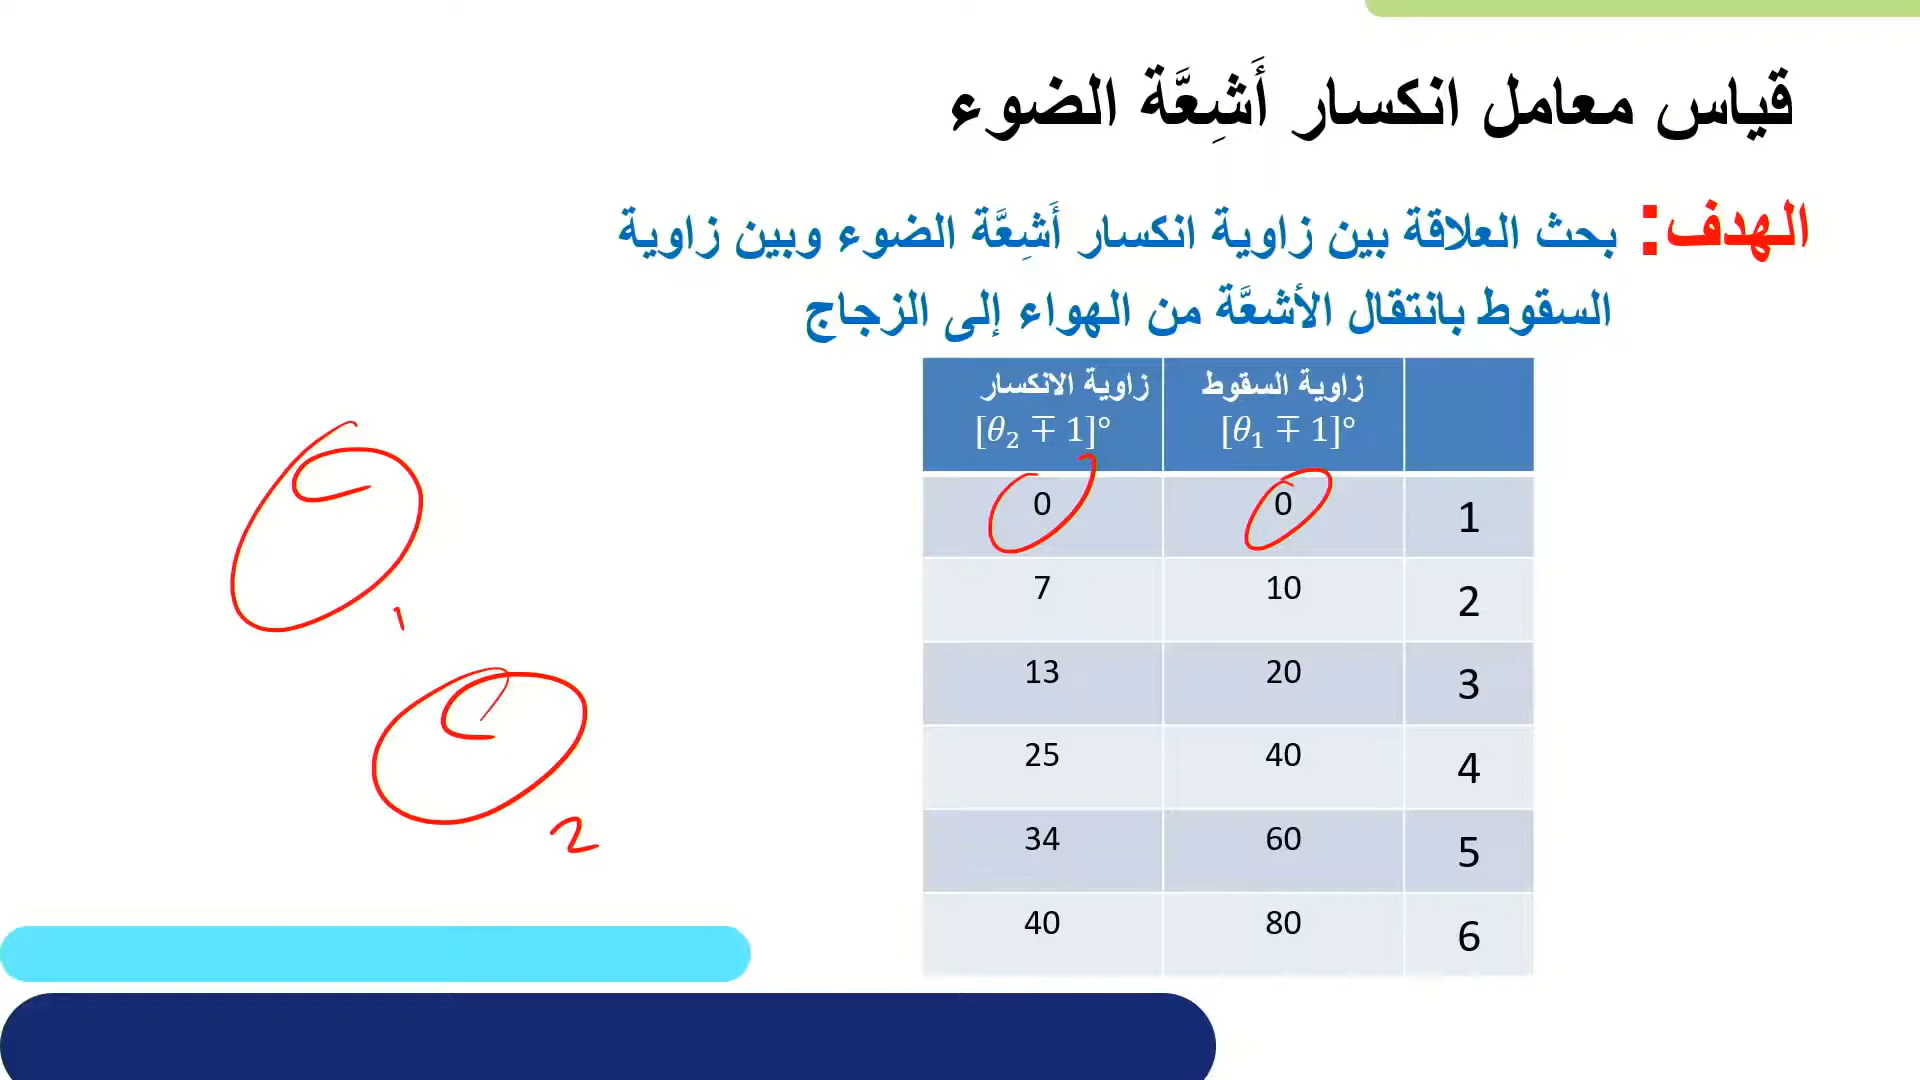 قياس معامل انكسار أَشِعَّة الضوء
الهدف: بحث العلاقة بين زاوية انكسار أَشِعَّة الضوء وبين زاوية
السقوط بانتقال الأشعَّة من الهواء إلى الزجاج
زاوية السقوط زاوية الانكسار
[θ₁ ∓ 1]° [θ₂ ∓ 1]°
1 0 0
2 10 7
3 20 13
4 40 25
5 60 34
6 80 40
1
2